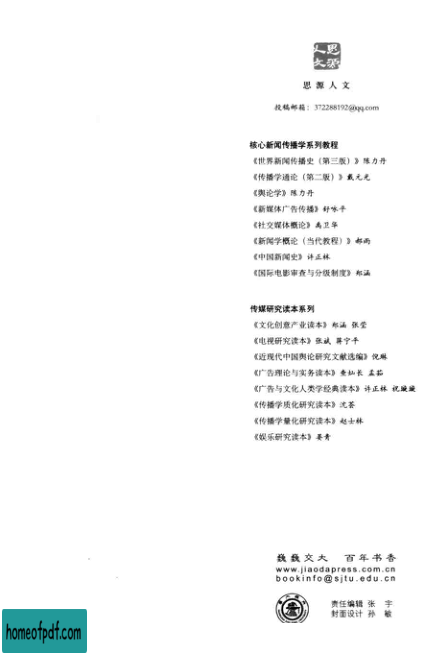 思源人文
思源人文
投稿邮箱：372288192@qq.com
核心新闻传播学系列教程
《世界新闻传播史（第三版）》陈力丹
《传播学通论（第二版）》戴元光
《舆论学》陈力丹
《新媒体广告传播》舒咏平
《社交媒体概论》禹卫华
《新闻学概论（当代教程）》郝雨
《中国新闻史》许正林
《国际电影审查与分级制度》郑涵
传媒研究读本系列
《文化创意产业读本》郑涵 张莹
《电视研究读本》张斌 蒋宁平
《近现代中国舆论研究文献选编》倪琳
《广告理论与实务读本》查灿长 孟茹
《广告与文化人类学经典读本》许正林 祝璇璇
《传播学质化研究读本》沈荟
《传播学量化研究读本》赵士林
《娱乐研究读本》晏青
巍巍交大 百年书香
www.jiaodapress.com.cn
bookinfo@sjtu.edu.cn
责任编辑 张 宇
封面设计 孙 敏
homeofpdf.com